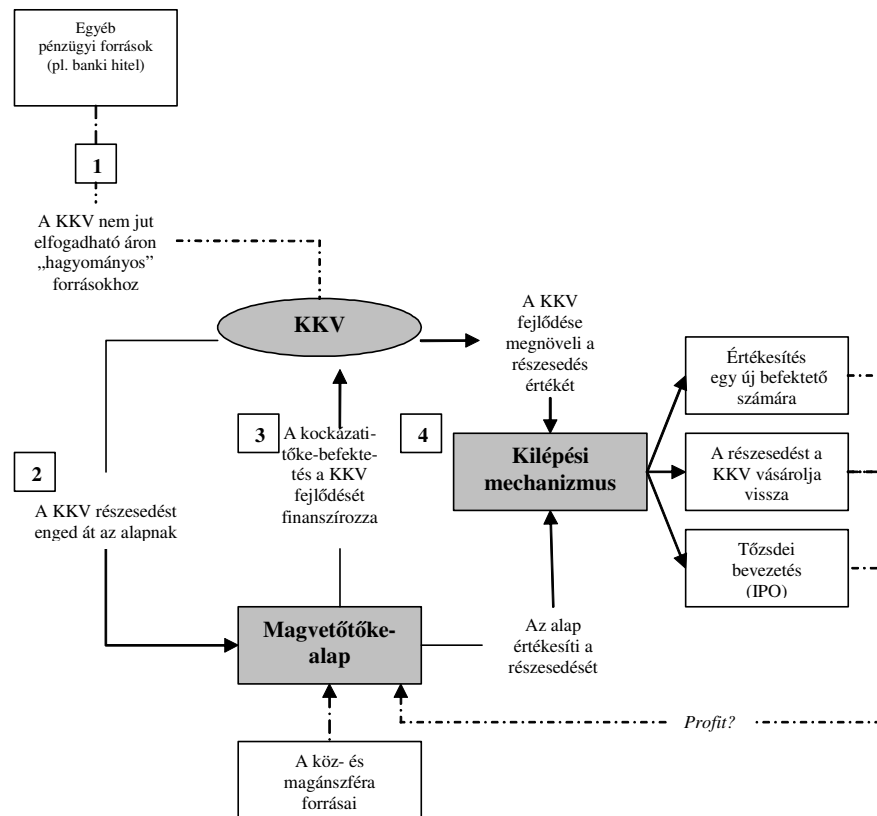 Egyéb
pénzügyi források
(pl. banki hitel)
1
A KKV nem jut
elfogadható áron
„hagyományos”
forrásokhoz
KKV
A KKV
fejlődése
megnöveli a
részesedés
értékét
Értékesítés
egy új befektető
számára
3
A kockázati-
tőke-befekte-
tés a KKV
fejlődését
finanszírozza
4
Kilépési
mechanizmus
A részesedést a
KKV vásárolja
vissza
2
A KKV részesedést
enged át az alapnak
Tőzsdei
bevezetés
(IPO)
Magvetőtőke-
alap
Az alap
értékesíti a
részesedését
Profit?
A köz- és
magánszféra
forrásai